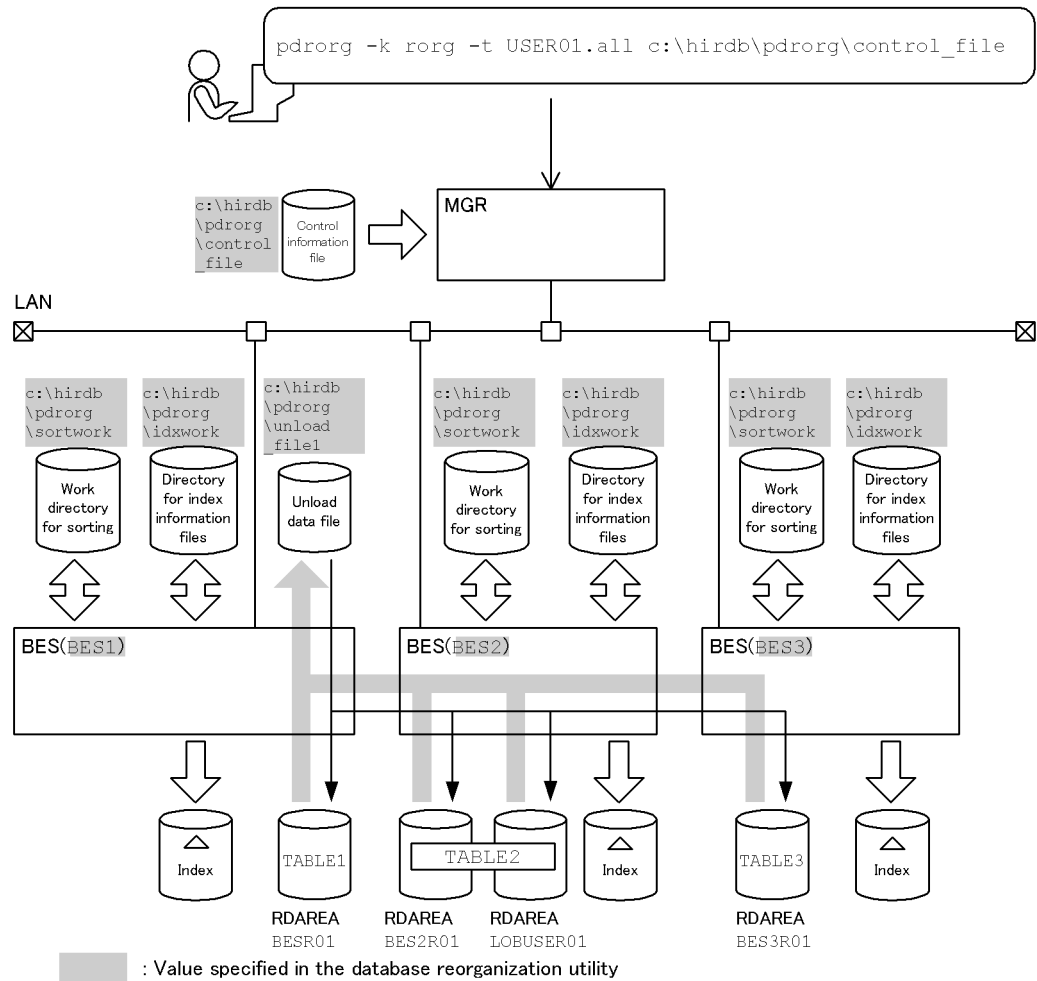 pdrorg -k rorg -t USER01.all c:\hirdb\pdrorg\control_file
MGR
c:\hirdb
\pdrorg
\control
_file
Control
information
file
LAN
c:\hirdb
\pdrorg
\sortwork
c:\hirdb
\pdrorg
\idxwork
c:\hirdb
\pdrorg
\unload
_file1
c:\hirdb
\pdrorg
\sortwork
c:\hirdb
\pdrorg
\idxwork
c:\hirdb
\pdrorg
\sortwork
c:\hirdb
\pdrorg
\idxwork
Work
directory
for sorting
Directory
for index
information
files
Unload
data file
Work
directory
for sorting
Directory
for index
information
files
Work
directory
for sorting
Directory
for index
information
files
BES(BES1)
BES(BES2)
BES(BES3)
Index
TABLE1
TABLE2
Index
TABLE3
Index
RDAREA
BESR01
RDAREA
BES2R01
RDAREA
LOBUSER01
RDAREA
BES3R01
: Value specified in the database reorganization utility